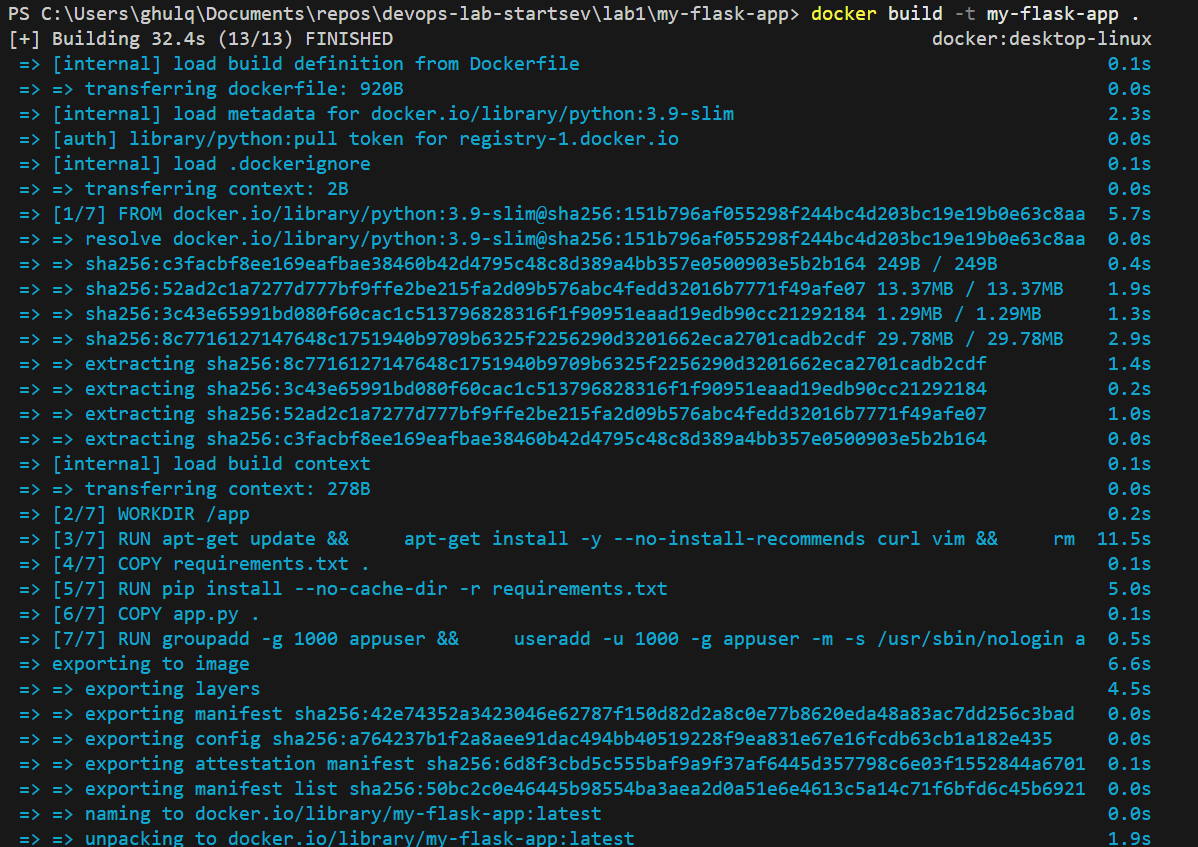 PS C:\Users\ghulq\Documents\repos\devops-lab-startsev\lab1\my-flask-app> docker build -t my-flask-app .
[+] Building 32.4s (13/13) FINISHED docker:desktop-linux
=> [internal] load build definition from Dockerfile 0.1s
=> => transferring dockerfile: 920B 0.0s
=> [internal] load metadata for docker.io/library/python:3.9-slim 2.3s
=> [auth] library/python:pull token for registry-1.docker.io 0.0s
=> [internal] load .dockerignore 0.1s
=> => transferring context: 2B 0.0s
=> [1/7] FROM docker.io/library/python:3.9-slim@sha256:151b796af055298f244bc4d203bc19e19b0e63c8aa 5.7s
=> => resolve docker.io/library/python:3.9-slim@sha256:151b796af055298f244bc4d203bc19e19b0e63c8aa 0.0s
=> => sha256:c3facbf8ee169eafbae38460b42d4795c48c8d389a4bb357e0500903e5b2b164 249B / 249B 0.4s
=> => sha256:52ad2c1a7277d777bf9ffe2be215fa2d09b576abc4fedd32016b7771f49afe07 13.37MB / 13.37MB 1.9s
=> => sha256:3c43e65991bd080f60cac1c513796828316f1f90951eaad19edb90cc21292184 1.29MB / 1.29MB 1.3s
=> => sha256:8c7716127147648c1751940b9709b6325f2256290d3201662eca2701cadb2cdf 29.78MB / 29.78MB 2.9s
=> => extracting sha256:8c7716127147648c1751940b9709b6325f2256290d3201662eca2701cadb2cdf 1.4s
=> => extracting sha256:3c43e65991bd080f60cac1c513796828316f1f90951eaad19edb90cc21292184 0.2s
=> => extracting sha256:52ad2c1a7277d777bf9ffe2be215fa2d09b576abc4fedd32016b7771f49afe07 1.0s
=> => extracting sha256:c3facbf8ee169eafbae38460b42d4795c48c8d389a4bb357e0500903e5b2b164 0.0s
=> [internal] load build context 0.1s
=> => transferring context: 278B 0.0s
=> [2/7] WORKDIR /app 0.2s
=> [3/7] RUN apt-get update &&     apt-get install -y --no-install-recommends curl vim &&     rm 11.5s
=> [4/7] COPY requirements.txt . 0.1s
=> [5/7] RUN pip install --no-cache-dir -r requirements.txt 5.0s
=> [6/7] COPY app.py . 0.1s
=> [7/7] RUN groupadd -g 1000 appuser &&     useradd -u 1000 -g appuser -m -s /usr/sbin/nologin a 0.5s
=> exporting to image 6.6s
=> => exporting layers 4.5s
=> => exporting manifest sha256:42e74352a3423046e62787f150d82d2a8c0e77b8620eda48a83ac7dd256c3bad 0.0s
=> => exporting config sha256:a764237b1f2a8aee91dac494bb40519228f9ea831e67e16fcdb63cb1a182e435 0.0s
=> => exporting attestation manifest sha256:6d8f3cbd5c555baf9a9f37af6445d357798c6e03f1552844a6701 0.1s
=> => exporting manifest list sha256:50bc2c0e46445b98554ba3aea2d0a51e6e4613c5a14c71f6bfd6c45b6921 0.0s
=> => naming to docker.io/library/my-flask-app:latest 0.0s
=> => unpacking to docker.io/library/my-flask-app:latest 1.9s